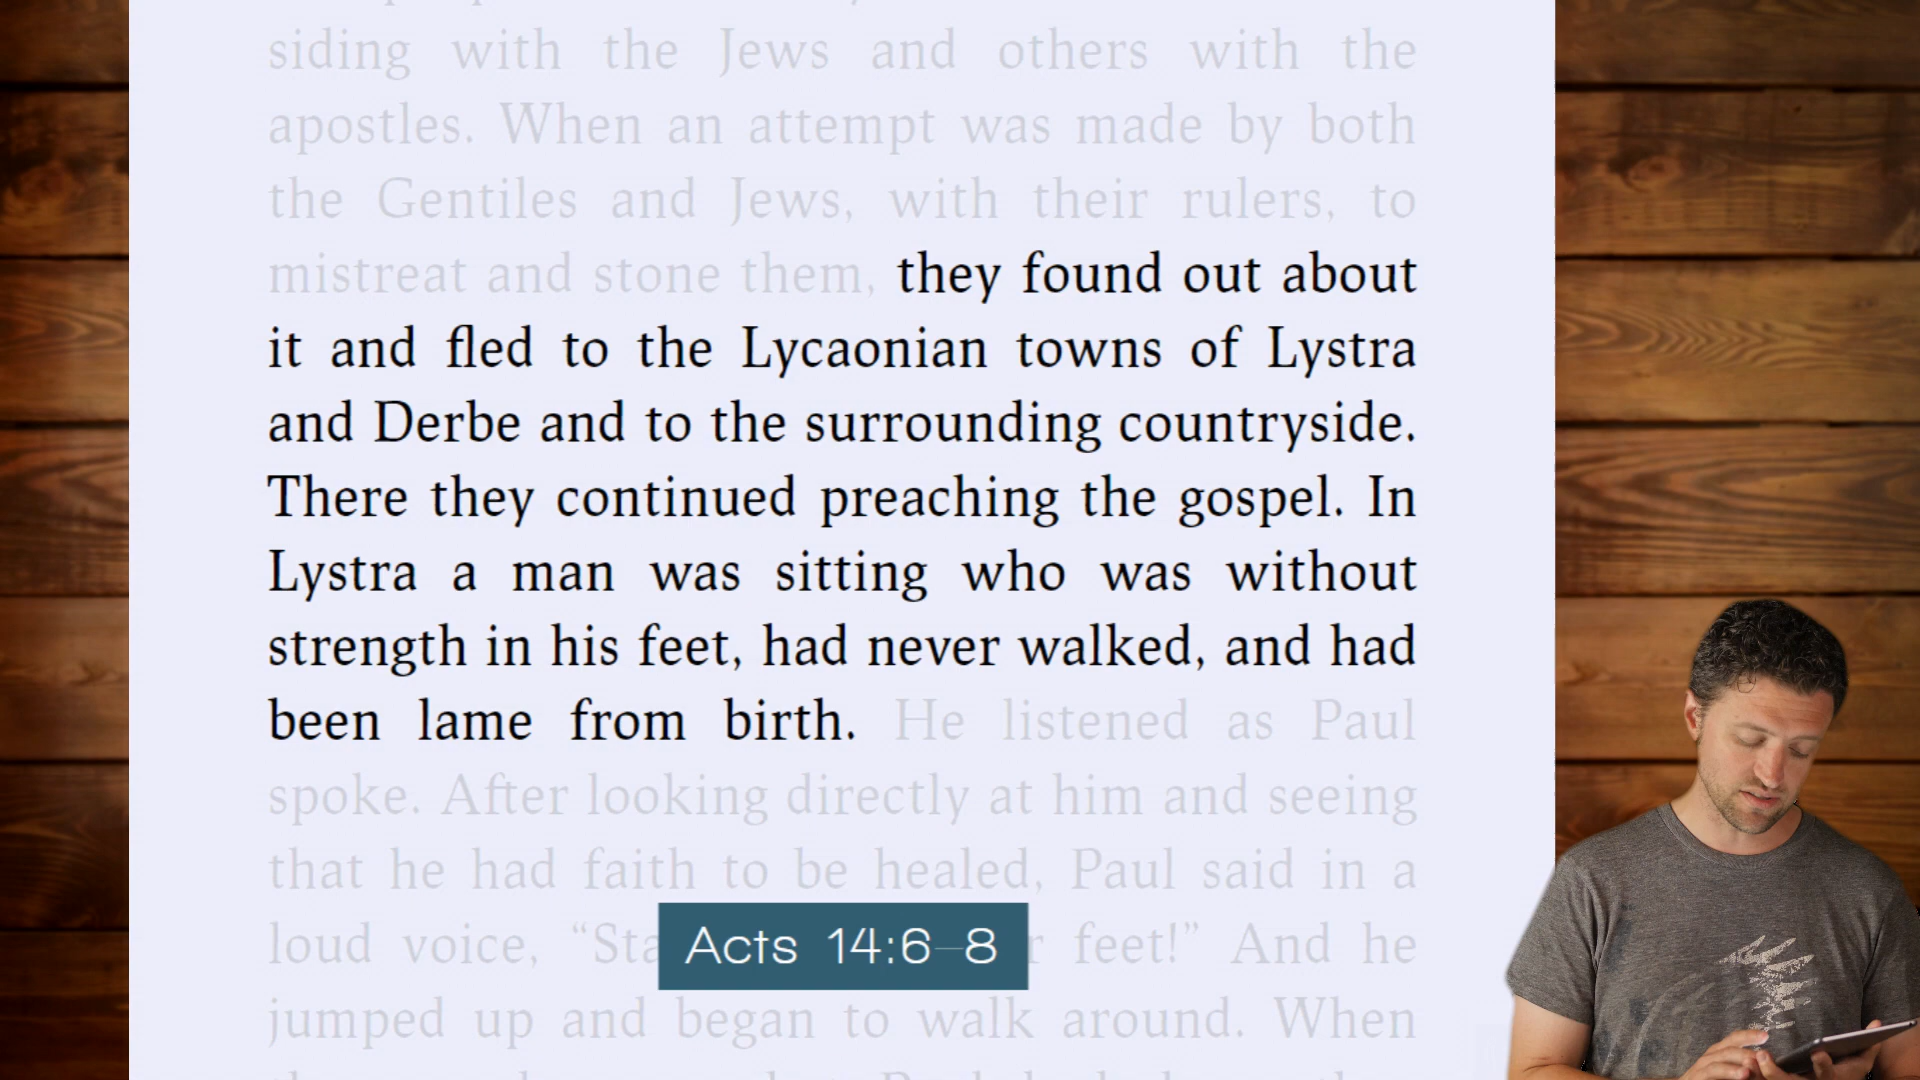 siding with the Jews and others with the
apostles. When an attempt was made by both
the Gentiles and Jews, with their rulers, to
mistreat and stone them, they found out about
it and fled to the Lycaonian towns of Lystra
and Derbe and to the surrounding countryside.
There they continued preaching the gospel. In
Lystra a man was sitting who was without
strength in his feet, had never walked, and had
been lame from birth. He listened as Paul
spoke. After looking directly at him and seeing
that he had faith to be healed, Paul said in a
loud voice, “Sta r feet!” And he
Acts 14:6–8
jumped up and began to walk around. When